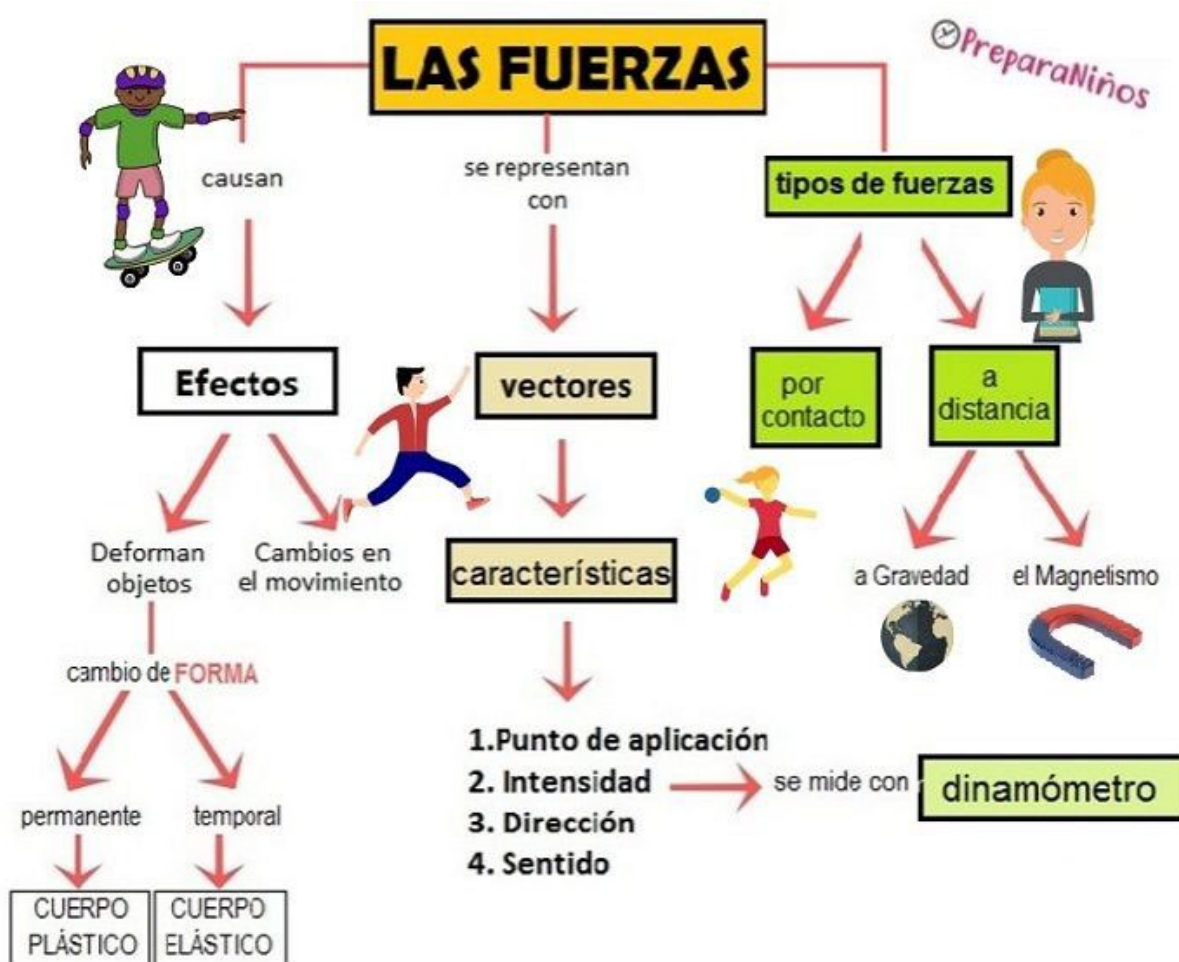 LAS FUERZAS
PreparaNiños
causan
se representan
con
tipos de fuerzas
Efectos
vectores
por
contacto
a
distancia
Deforman
objetos
Cambios en
el movimiento
características
a Gravedad
el Magnetismo
cambio de FORMA
1.Punto de aplicación
2. Intensidad
se mide con
dinamómetro
3. Dirección
4. Sentido
permanente
temporal
CUERPO
PLÁSTICO
CUERPO
ELÁSTICO